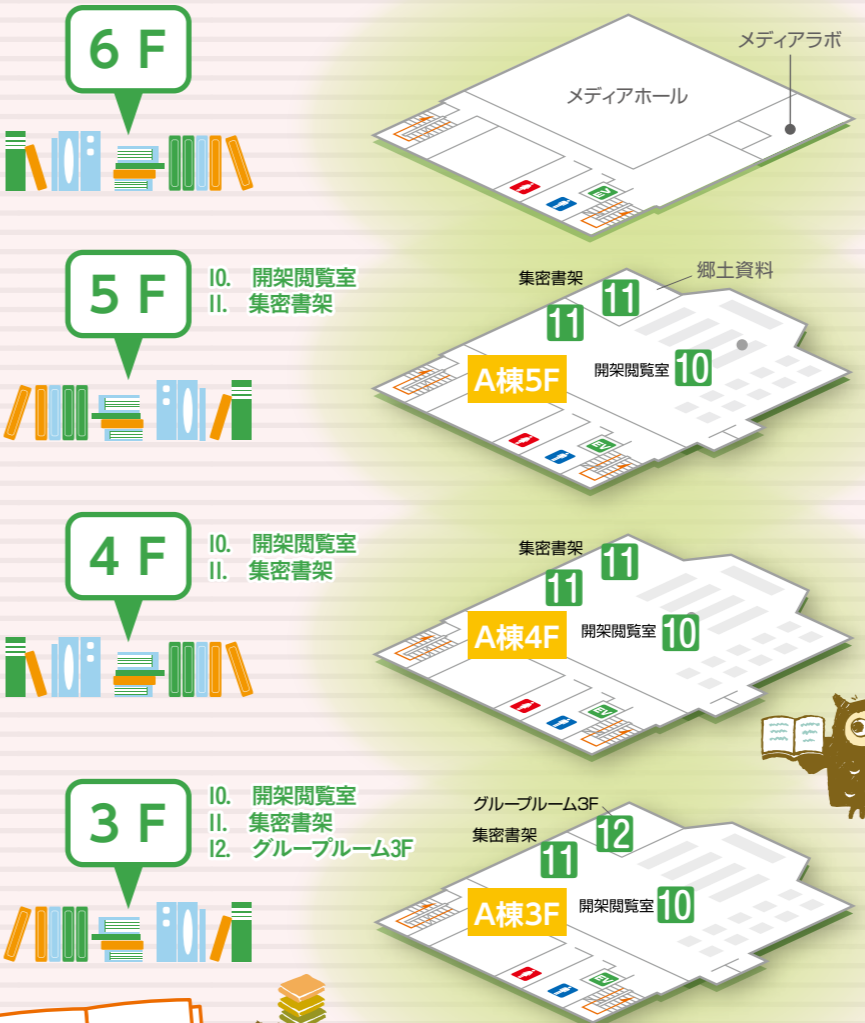 6 F
メディアラボ
メディアホール
EV
5 F
10. 開架閲覧室
11. 集密書架
集密書架
郷土資料
11
11
A棟5F
開架閲覧室 10
EV
4 F
10. 開架閲覧室
11. 集密書架
集密書架
11
11
A棟4F
開架閲覧室 10
EV
3 F
10. 開架閲覧室
11. 集密書架
12. グループルーム3F
グループルーム3F
集密書架
12
11
A棟3F
開架閲覧室 10
EV